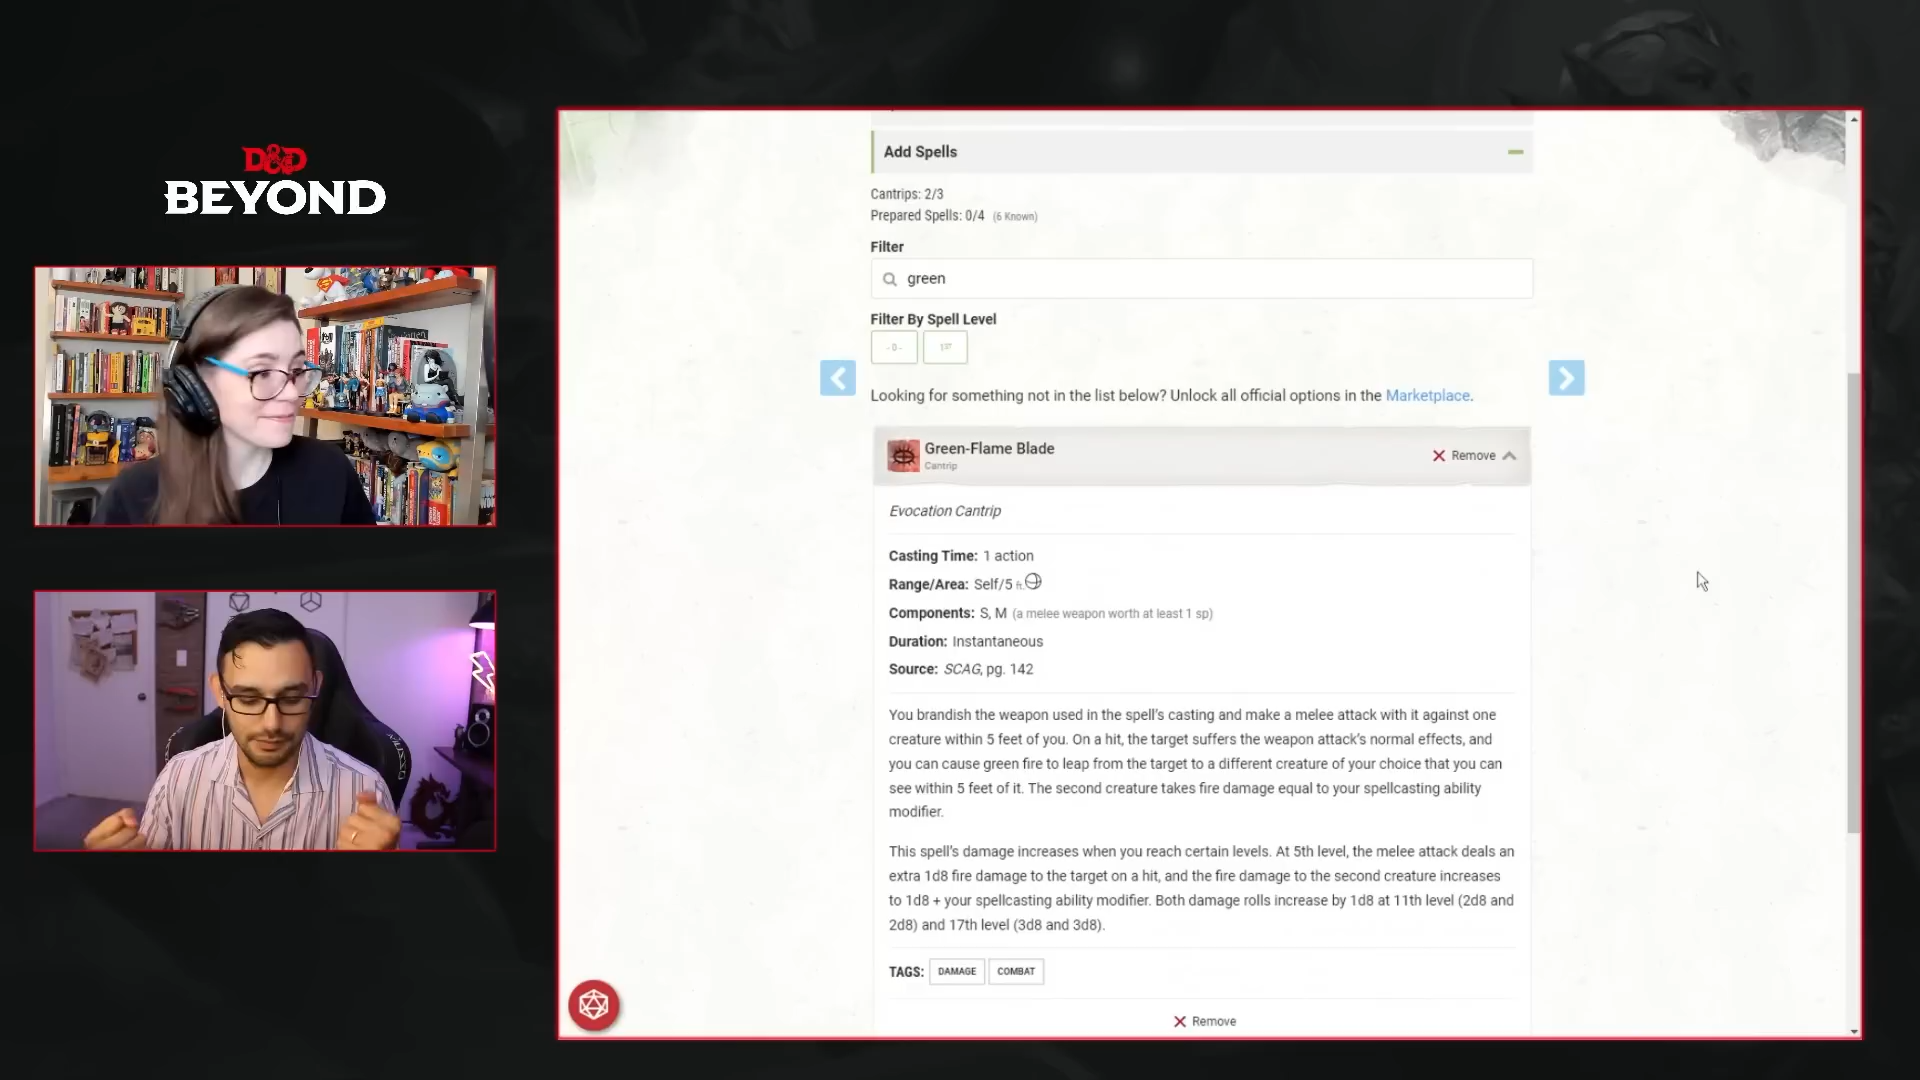 D&D
BEYOND
Add Spells
Cantrips: 2/3
Prepared Spells: 0/4 (6 Known)
Filter
green
Filter By Spell Level
- 0 -
1ST
Looking for something not in the list below? Unlock all official options in the Marketplace.
Green-Flame Blade
Cantrip
Remove
Evocation Cantrip
Casting Time: 1 action
Range/Area: Self/5 ft.
Components: S, M (a melee weapon worth at least 1 sp)
Duration: Instantaneous
Source: SCAG, pg. 142
You brandish the weapon used in the spell's casting and make a melee attack with it against one
creature within 5 feet of you. On a hit, the target suffers the weapon attack's normal effects, and
you can cause green fire to leap from the target to a different creature of your choice that you can
see within 5 feet of it. The second creature takes fire damage equal to your spellcasting ability
modifier.
This spell's damage increases when you reach certain levels. At 5th level, the melee attack deals an
extra 1d8 fire damage to the target on a hit, and the fire damage to the second creature increases
to 1d8 + your spellcasting ability modifier. Both damage rolls increase by 1d8 at 11th level (2d8 and
2d8) and 17th level (3d8 and 3d8).
TAGS: DAMAGE COMBAT
Remove